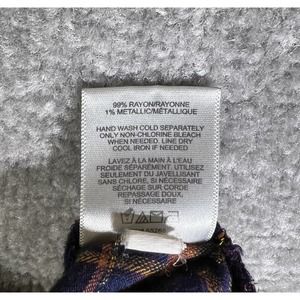 99% RAYON/RAYONNE
1% METALLIC/MÉTALLIQUE
HAND WASH COLD SEPARATELY
ONLY NON-CHLORINE BLEACH
WHEN NEEDED. LINE DRY
COOL IRON IF NEEDED
LAVEZ À LA MAIN À L'EAU
FROIDE SÉPARÉMENT. UTILISEZ
SEULEMENT DU JAVELLISANT
SANS CHLORE, SI NÉCESSAIRE
SÉCHAGE SUR CORDE
REPASSAGE DOUX,
SI NÉCESSAIRE